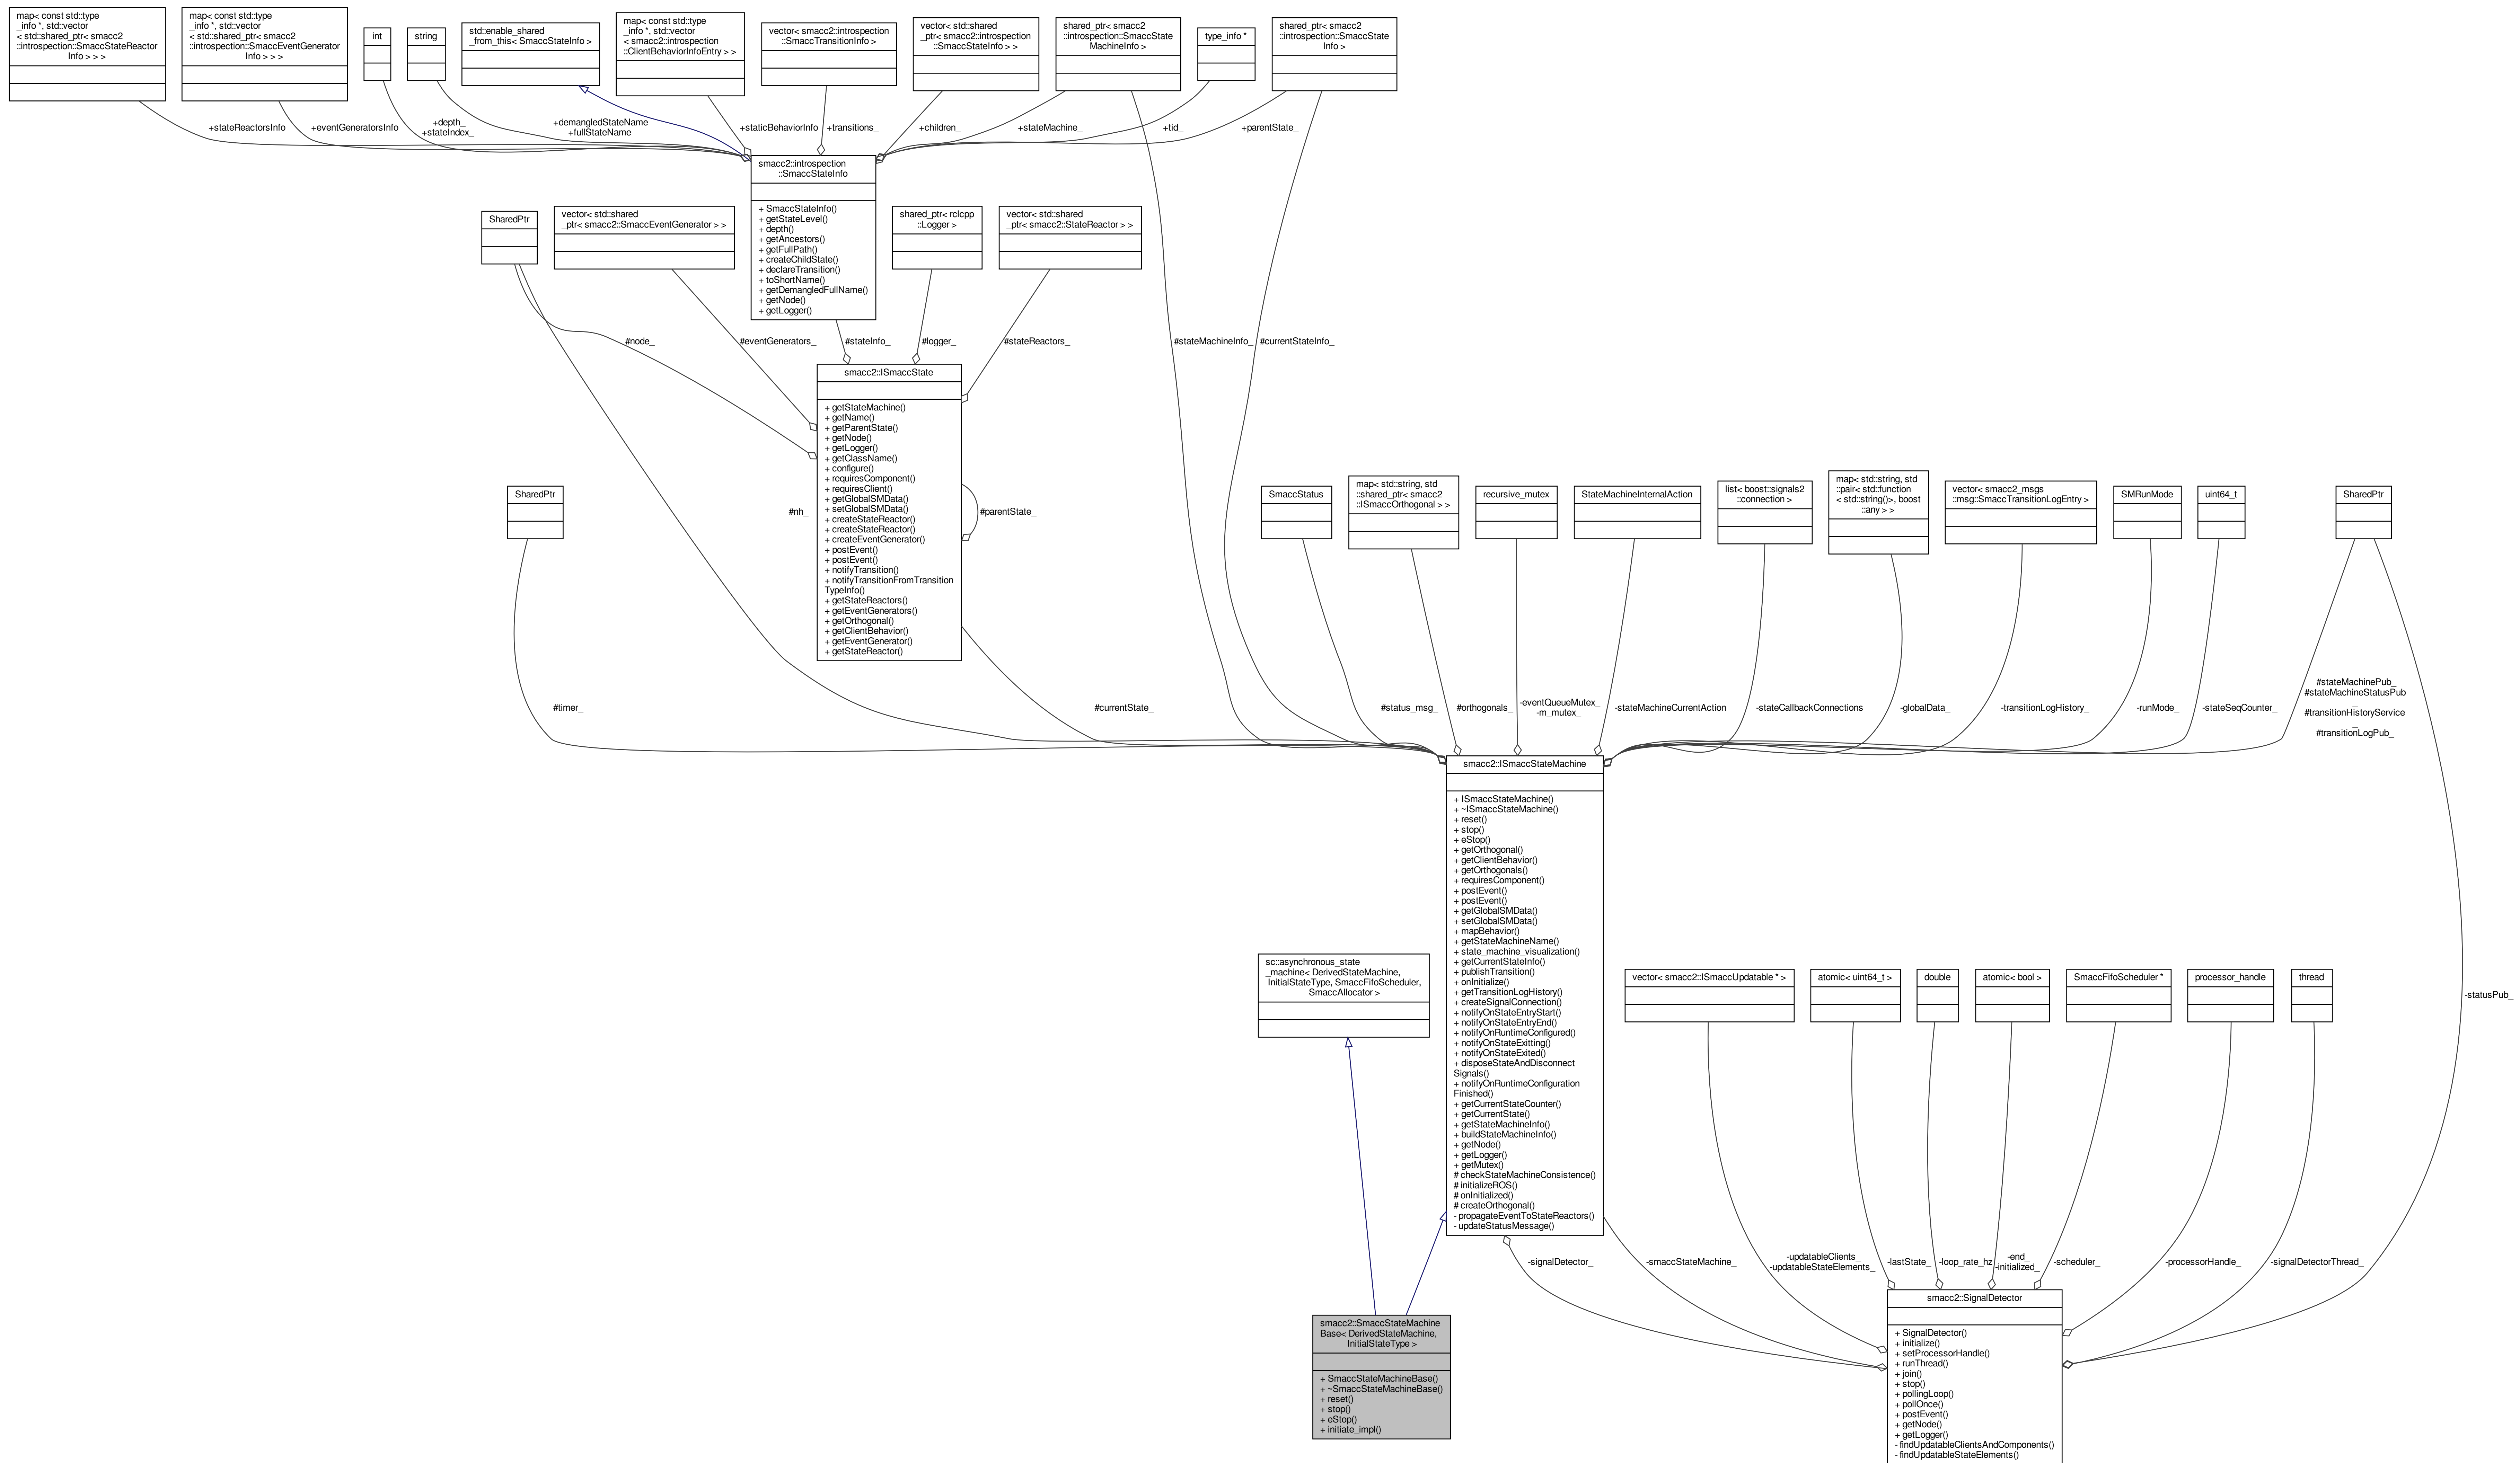 map< const std::type
_info *, std::vector
< std::shared_ptr< smacc2
::introspection::SmaccStateReactor
Info > > >
map< const std::type
_info *, std::vector
< std::shared_ptr< smacc2
::introspection::SmaccEventGenerator
Info > > >
int
string
std::enable_shared
_from_this< SmaccStateInfo >
map< const std::type
_info *, std::vector
< smacc2::introspection
::ClientBehaviorInfoEntry > >
vector< smacc2::introspection
::SmaccTransitionInfo >
vector< std::shared
_ptr< smacc2::introspection
::SmaccStateInfo > >
shared_ptr< smacc2
::introspection::SmaccState
MachineInfo >
type_info *
shared_ptr< smacc2
::introspection::SmaccState
Info >
+stateReactorsInfo
+eventGeneratorsInfo
+depth_
+stateIndex_
+demangledStateName
+fullStateName
+staticBehaviorInfo
+transitions_
+children_
+stateMachine_
+tid_
+parentState_
smacc2::introspection
::SmaccStateInfo
+ SmaccStateInfo()
+ getStateLevel()
+ depth()
+ getAncestors()
+ getFullPath()
+ createChildState()
+ declareTransition()
+ toShortName()
+ getDemangledFullName()
+ getNode()
+ getLogger()
SharedPtr
vector< std::shared
_ptr< smacc2::SmaccEventGenerator > >
shared_ptr< rclcpp
::Logger >
vector< std::shared
_ptr< smacc2::StateReactor > >
#node_
#eventGenerators_
#stateInfo_
#logger_
#stateReactors_
#stateMachineInfo_
#currentStateInfo_
smacc2::ISmaccState
+ getStateMachine()
+ getName()
+ getParentState()
+ getNode()
+ getLogger()
+ getClassName()
+ configure()
+ requiresComponent()
+ requiresClient()
+ getGlobalSMData()
+ setGlobalSMData()
+ createStateReactor()
+ createStateReactor()
+ createEventGenerator()
+ postEvent()
+ postEvent()
+ notifyTransition()
+ notifyTransitionFromTransition
TypeInfo()
+ getStateReactors()
+ getEventGenerators()
+ getOrthogonal()
+ getClientBehavior()
+ getEventGenerator()
+ getStateReactor()
#parentState_
SharedPtr
#nh_
SmaccStatus
map< std::string, std
::shared_ptr< smacc2
::ISmaccOrthogonal > >
recursive_mutex
StateMachineInternalAction
list< boost::signals2
::connection >
map< std::string, std
::pair< std::function
< std::string()>, boost
::any > >
vector< smacc2_msgs
::msg::SmaccTransitionLogEntry >
SMRunMode
uint64_t
SharedPtr
#timer_
#currentState_
#status_msg_
#orthogonals_
-eventQueueMutex_
-m_mutex_
-stateMachineCurrentAction
-stateCallbackConnections
-globalData_
-transitionLogHistory_
-runMode_
-stateSeqCounter_
#stateMachinePub_
#stateMachineStatusPub
_
#transitionHistoryService
_
#transitionLogPub_
smacc2::ISmaccStateMachine
+ ISmaccStateMachine()
+ ~ISmaccStateMachine()
+ reset()
+ stop()
+ eStop()
+ getOrthogonal()
+ getClientBehavior()
+ getOrthogonals()
+ requiresComponent()
+ postEvent()
+ postEvent()
+ getGlobalSMData()
+ setGlobalSMData()
+ mapBehavior()
+ getStateMachineName()
+ state_machine_visualization()
+ getCurrentStateInfo()
+ publishTransition()
+ onInitialize()
+ getTransitionLogHistory()
+ createSignalConnection()
+ notifyOnStateEntryStart()
+ notifyOnStateEntryEnd()
+ notifyOnRuntimeConfigured()
+ notifyOnStateExitting()
+ notifyOnStateExited()
+ disposeStateAndDisconnect
Signals()
+ notifyOnRuntimeConfiguration
Finished()
+ getCurrentStateCounter()
+ getCurrentState()
+ getStateMachineInfo()
+ buildStateMachineInfo()
+ getNode()
+ getLogger()
+ getMutex()
# checkStateMachineConsistence()
# initializeROS()
# onInitialized()
# createOrthogonal()
- propagateEventToStateReactors()
- updateStatusMessage()
sc::asynchronous_state
_machine< DerivedStateMachine,
InitialStateType, SmaccFifoScheduler,
SmaccAllocator >
vector< smacc2::ISmaccUpdatable * >
atomic< uint64_t >
double
atomic< bool >
SmaccFifoScheduler *
processor_handle
thread
-statusPub_
-signalDetector_
-smaccStateMachine_
-updatableClients_
-updatableStateElements_
-lastState_
-loop_rate_hz
-end_
-initialized_
-scheduler_
-processorHandle_
-signalDetectorThread_
smacc2::SmaccStateMachine
Base< DerivedStateMachine,
InitialStateType >
+ SmaccStateMachineBase()
+ ~SmaccStateMachineBase()
+ reset()
+ stop()
+ eStop()
+ initiate_impl()
smacc2::SignalDetector
+ SignalDetector()
+ initialize()
+ setProcessorHandle()
+ runThread()
+ join()
+ stop()
+ pollingLoop()
+ pollOnce()
+ postEvent()
+ getNode()
+ getLogger()
- findUpdatableClientsAndComponents()
- findUpdatableStateElements()